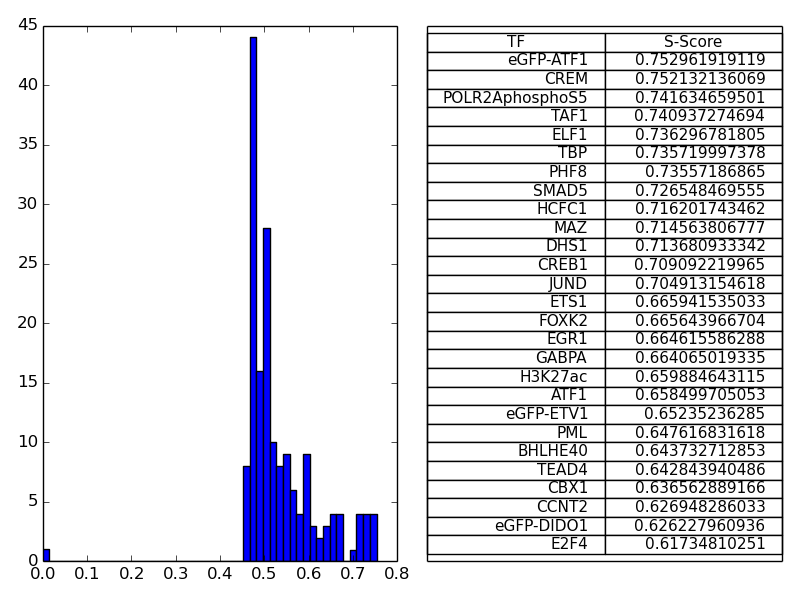 45
40
35
30
25
20
15
10
5
0
0.0 0.1 0.2 0.3 0.4 0.5 0.6 0.7 0.8
TF S-Score
eGFP-ATF1 0.752961919119
CREM 0.752132136069
POLR2AphosphoS5 0.741634659501
TAF1 0.740937274694
ELF1 0.736296781805
TBP 0.735719997378
PHF8 0.73557186865
SMAD5 0.726548469555
HCFC1 0.716201743462
MAZ 0.714563806777
DHS1 0.713680933342
CREB1 0.709092219965
JUND 0.704913154618
ETS1 0.665941535033
FOXK2 0.665643966704
EGR1 0.664615586288
GABPA 0.664065019335
H3K27ac 0.659884643115
ATF1 0.658499705053
eGFP-ETV1 0.65235236285
PML 0.647616831618
BHLHE40 0.643732712853
TEAD4 0.642843940486
CBX1 0.636562889166
CCNT2 0.626948286033
eGFP-DIDO1 0.626227960936
E2F4 0.61734810251